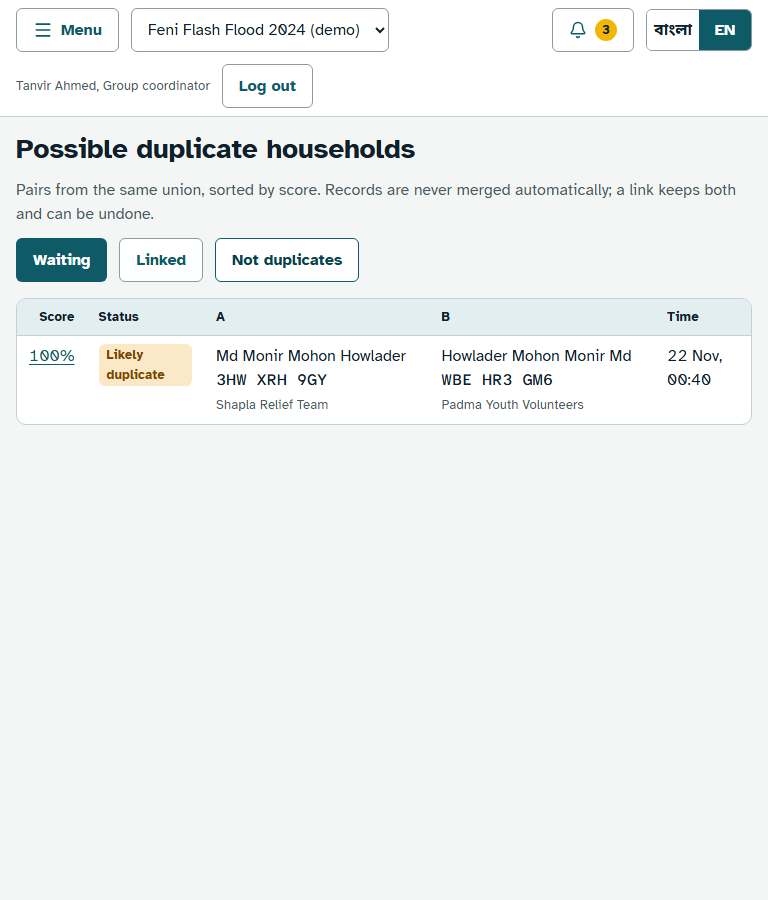 Menu
Feni Flash Flood 2024 (demo)
3
বাংলা
EN
Tanvir Ahmed, Group coordinator
Log out
Possible duplicate households
Pairs from the same union, sorted by score. Records are never merged automatically; a link keeps both
and can be undone.
Waiting
Linked
Not duplicates
Score Status A B Time
100% Likely duplicate Md Monir Mohon Howlader Howlader Mohon Monir Md 22 Nov,
3HW XRH 9GY WBE HR3 GM6 00:40
Shapla Relief Team Padma Youth Volunteers